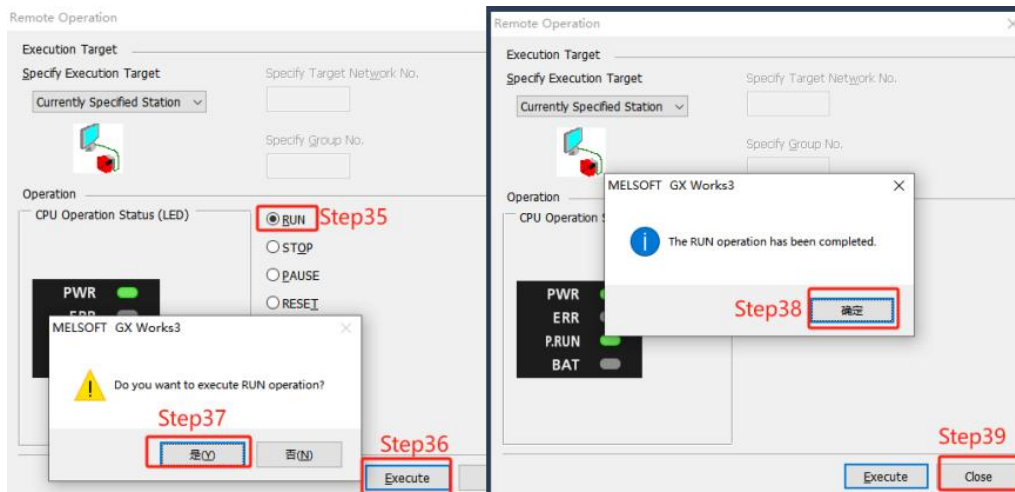 Remote Operation
Execution Target
Specify Execution Target
Specify Target Network No.
Currently Specified Station
Specify Group No.
Operation
CPU Operation Status (LED)
RUN
Step35
STOP
PAUSE
RESET
PWR
MELSOFT GX Works3
Do you want to execute RUN operation?
Step37
是(Y)
否(N)
Step36
Execute
Remote Operation
Execution Target
Specify Execution Target
Specify Target Network No.
Currently Specified Station
Specify Group No.
MELSOFT GX Works3
Operation
CPU Operation
The RUN operation has been completed.
Step38
确定
PWR
ERR
P.RUN
BAT
Step39
Execute
Close